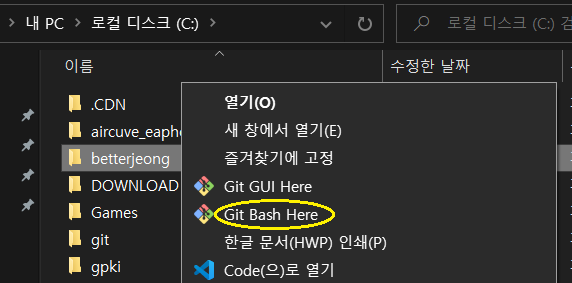 내 PC > 로컬 디스크 (C:) >
로컬 디스크 (C:) 검
이름
수정한 날짜
.CDN
aircuve_eaph
betterjeong
DOWNLOAD
Games
git
gpki
열기(O)
새 창에서 열기(E)
즐겨찾기에 고정
Git GUI Here
Git Bash Here
한글 문서(HWP) 인쇄(P)
Code(으)로 열기